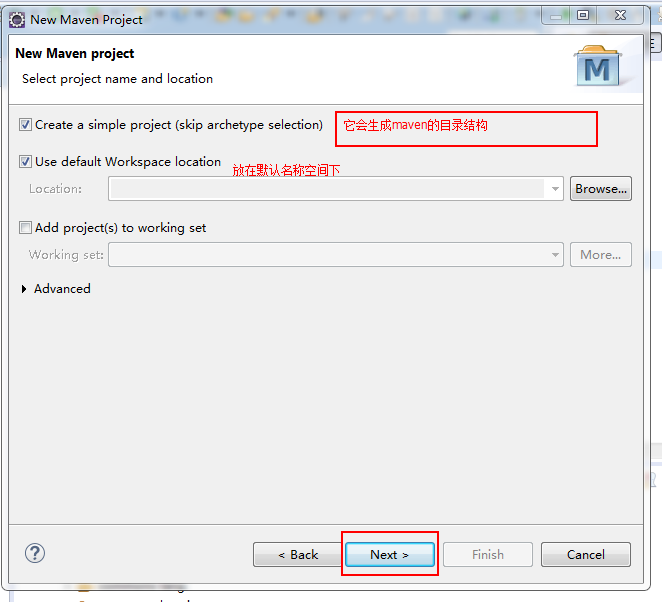 New Maven Project
New Maven project
Select project name and location
M
Create a simple project (skip archetype selection)
它会生成maven的目录结构
Use default Workspace location
放在默认名称空间下
Location:
Browse...
Add project(s) to working set
Working set:
More...
Advanced
?
< Back
Next >
Finish
Cancel